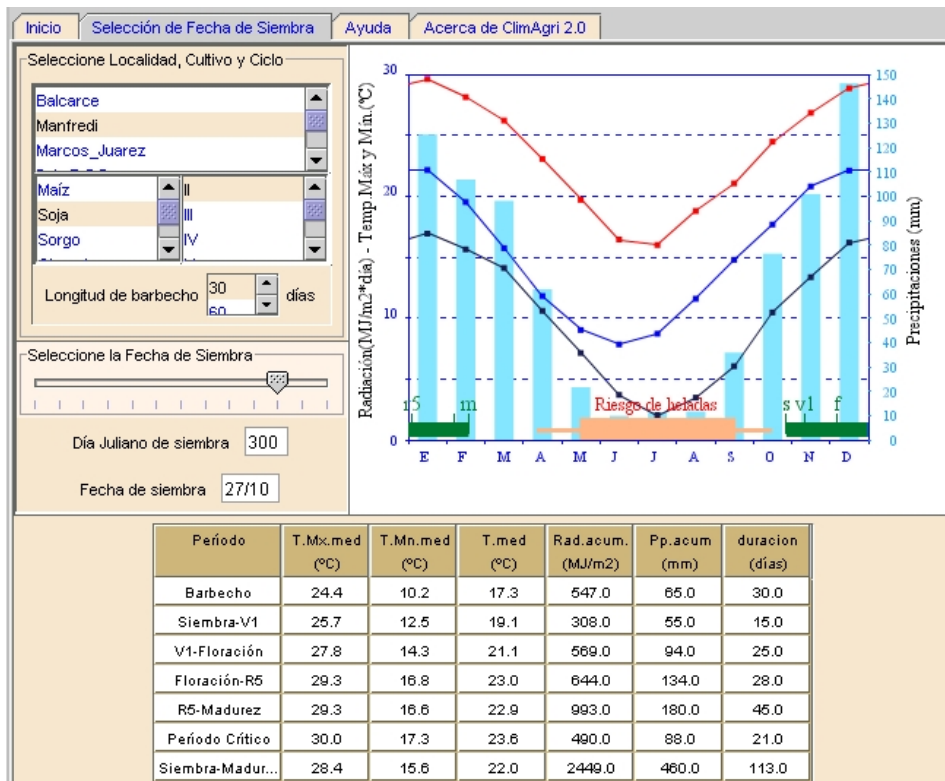 Inicio Selección de Fecha de Siembra Ayuda Acerca de ClimAgri 2.0
Seleccione Localidad, Cultivo y Ciclo
Balcarce
Manfredi
Marcos_Juarez
Maíz II
Soja III
Sorgo IV
Longitud de barbecho 30 días
60
Seleccione la Fecha de Siembra
Día Juliano de siembra 300
Fecha de siembra 27/10
Radiación(MJ/m2*día) - Temp.Máx y Mín.(ºC)
30
20
10
0
150
140
130
120
110
100
90
80
70
60
50
40
30
20
10
0
Precipitaciones (mm)
r5 m Riesgo de heladas s v1 f
E F M A M J J A S O N D
Período T.Mx.med T.Mn.med T.med Rad.acum. Pp.acum duracion
(ºC) (ºC) (ºC) (MJ/m2) (mm) (días)
Barbecho 24.4 10.2 17.3 547.0 65.0 30.0
Siembra-V1 25.7 12.5 19.1 308.0 55.0 15.0
V1-Floración 27.8 14.3 21.1 569.0 94.0 25.0
Floración-R5 29.3 16.8 23.0 644.0 134.0 28.0
R5-Madurez 29.3 16.6 22.9 993.0 180.0 45.0
Período Crítico 30.0 17.3 23.6 490.0 88.0 21.0
Siembra-Madur... 28.4 15.6 22.0 2449.0 460.0 113.0